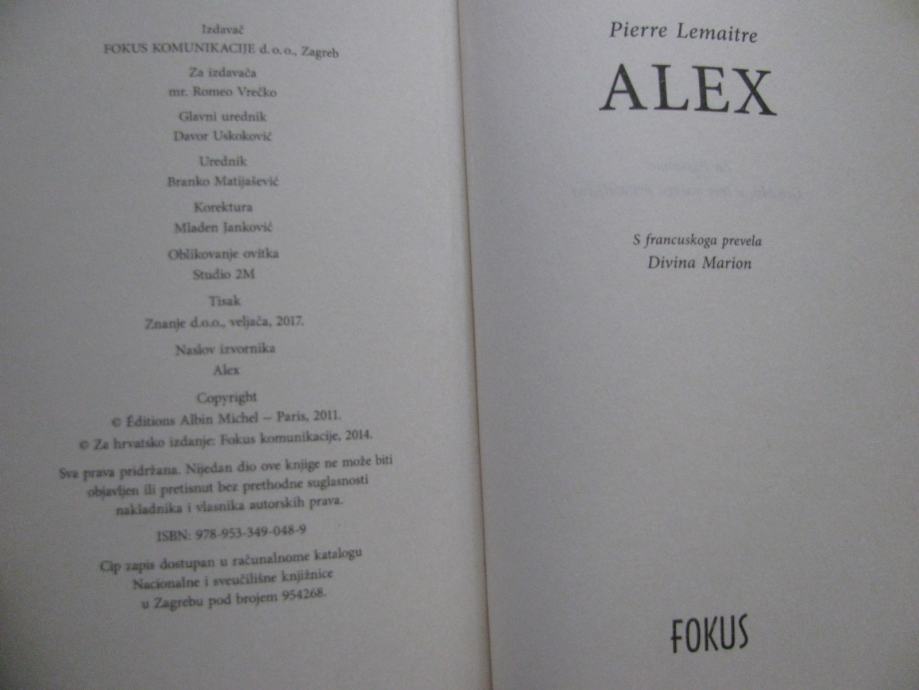 Izdavač
FOKUS KOMUNIKACIJE d.o.o., Zagreb
Za izdavača
mr. Romeo Vrečko
Glavni urednik
Davor Uskoković
Urednik
Branko Matijašević
Korektura
Mladen Janković
Oblikovanje ovitka
Studio 2M
Tisak
Znanje d.o.o., veljača, 2017.
Naslov izvornika
Alex
Copyright
© Éditions Albin Michel – Paris, 2011.
© Za hrvatsko izdanje: Fokus komunikacije, 2014.
Sva prava pridržana. Nijedan dio ove knjige ne može biti
objavljen ili pretisnut bez prethodne suglasnosti
nakladnika i vlasnika autorskih prava.
ISBN: 978-953-349-048-9
Cip zapis dostupan u računalnome katalogu
Nacionalne i sveučilišne knjižnice
u Zagrebu pod brojem 954268.
Pierre Lemaitre
ALEX
S francuskoga prevela
Divina Marion
FOKUS